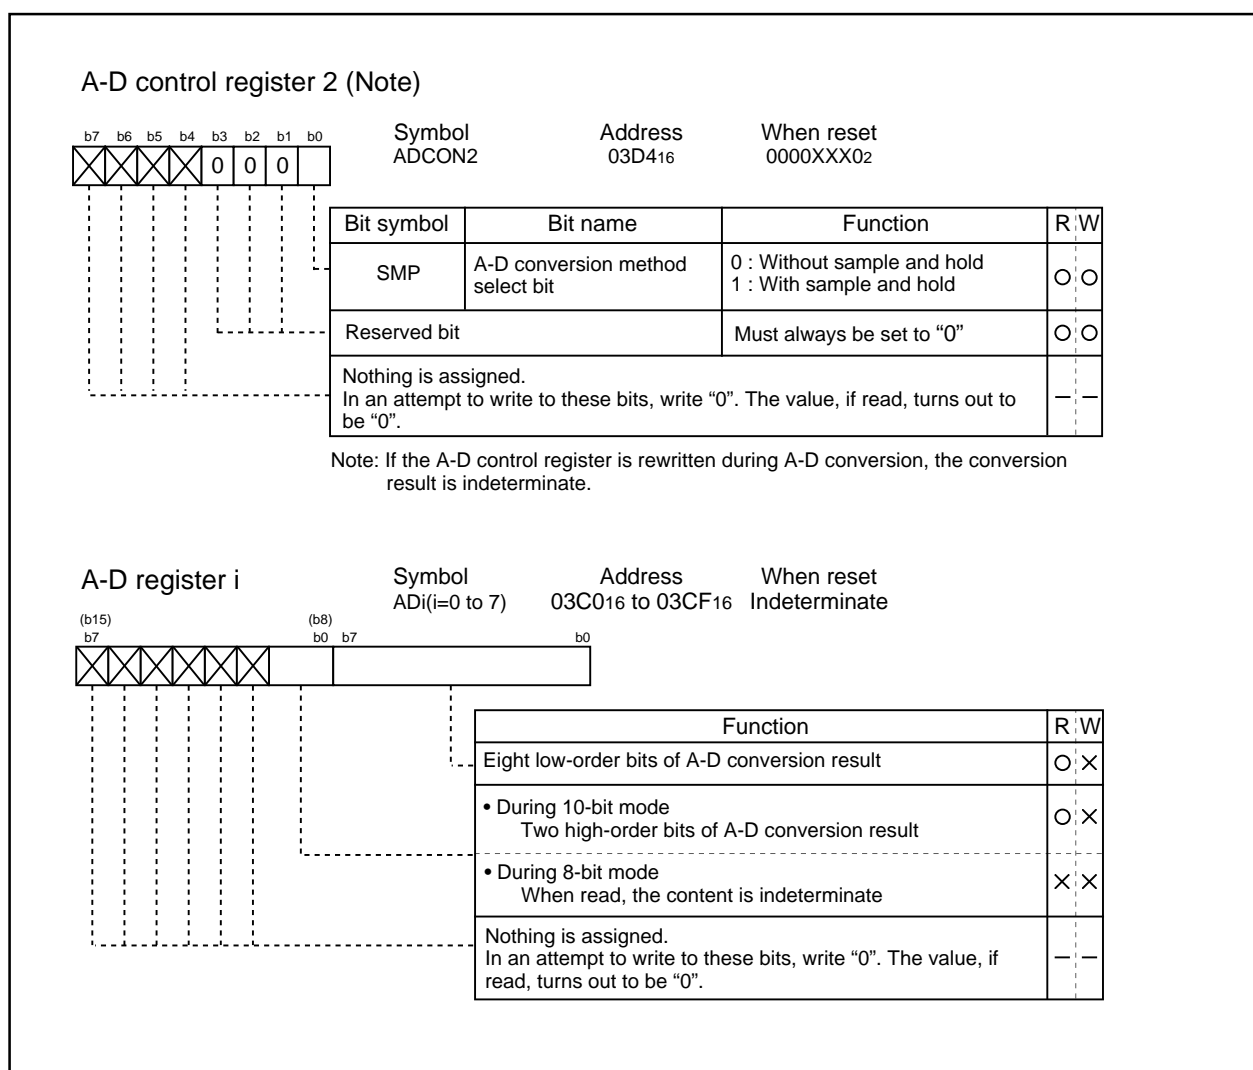 A-D control register 2 (Note)
b7 b6 b5 b4 b3 b2 b1 b0
Symbol Address When reset
ADCON2 03D416 0000XXX02
0 0 0
Bit symbol Bit name Function R W
SMP A-D conversion method select bit 0 : Without sample and hold
1 : With sample and hold
Reserved bit Must always be set to “0”
Nothing is assigned.
In an attempt to write to these bits, write “0”. The value, if read, turns out to
be “0”.
Note: If the A-D control register is rewritten during A-D conversion, the conversion
result is indeterminate.
A-D register i
Symbol Address When reset
ADi(i=0 to 7) 03C016 to 03CF16 Indeterminate
(b15) (b8)
b7 b0 b7 b0
Function R W
Eight low-order bits of A-D conversion result
• During 10-bit mode
Two high-order bits of A-D conversion result
• During 8-bit mode
When read, the content is indeterminate
Nothing is assigned.
In an attempt to write to these bits, write “0”. The value, if
read, turns out to be “0”.